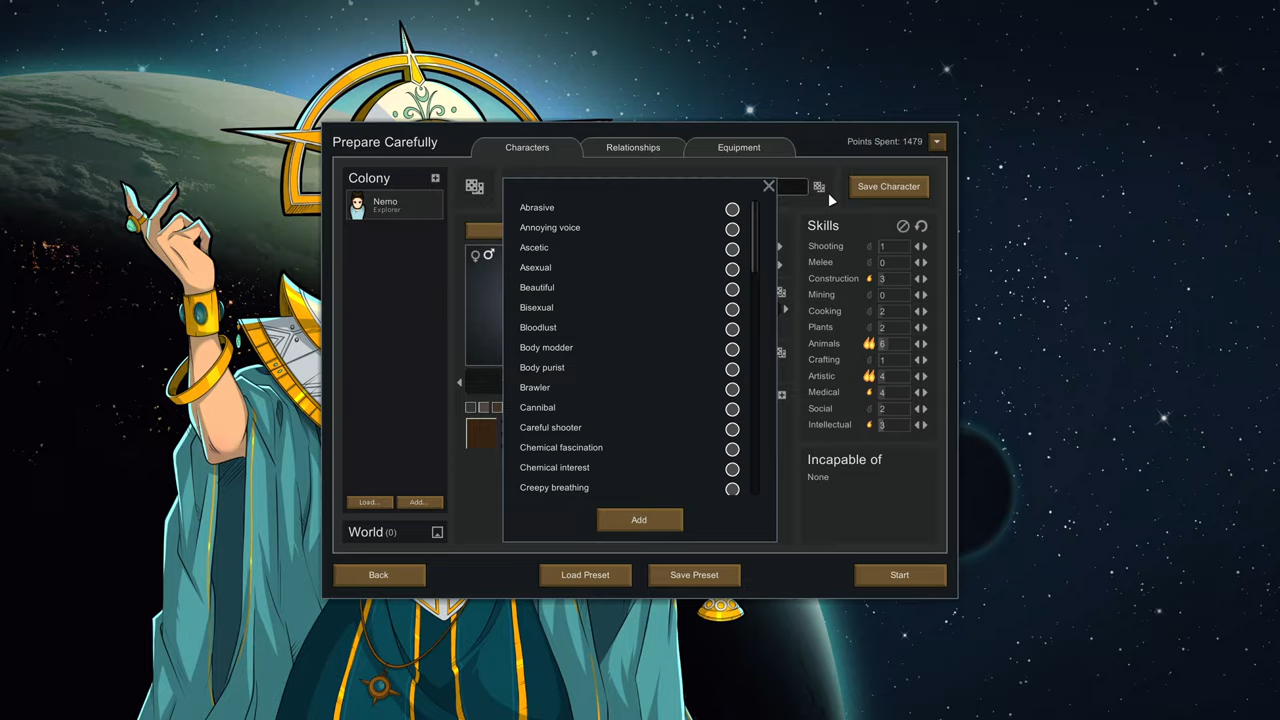 Prepare Carefully
Characters
Relationships
Equipment
Points Spent: 1479
Colony
Nemo
Explorer
Load...
Add...
World (0)
Abrasive
Annoying voice
Ascetic
Asexual
Beautiful
Bisexual
Bloodlust
Body modder
Body purist
Brawler
Cannibal
Careful shooter
Chemical fascination
Chemical interest
Creepy breathing
Add
Save Character
Skills
Shooting 1
Melee 0
Construction 3
Mining 0
Cooking 2
Plants 2
Animals 6
Crafting 1
Artistic 4
Medical 4
Social 2
Intellectual 3
Incapable of
None
Back
Load Preset
Save Preset
Start